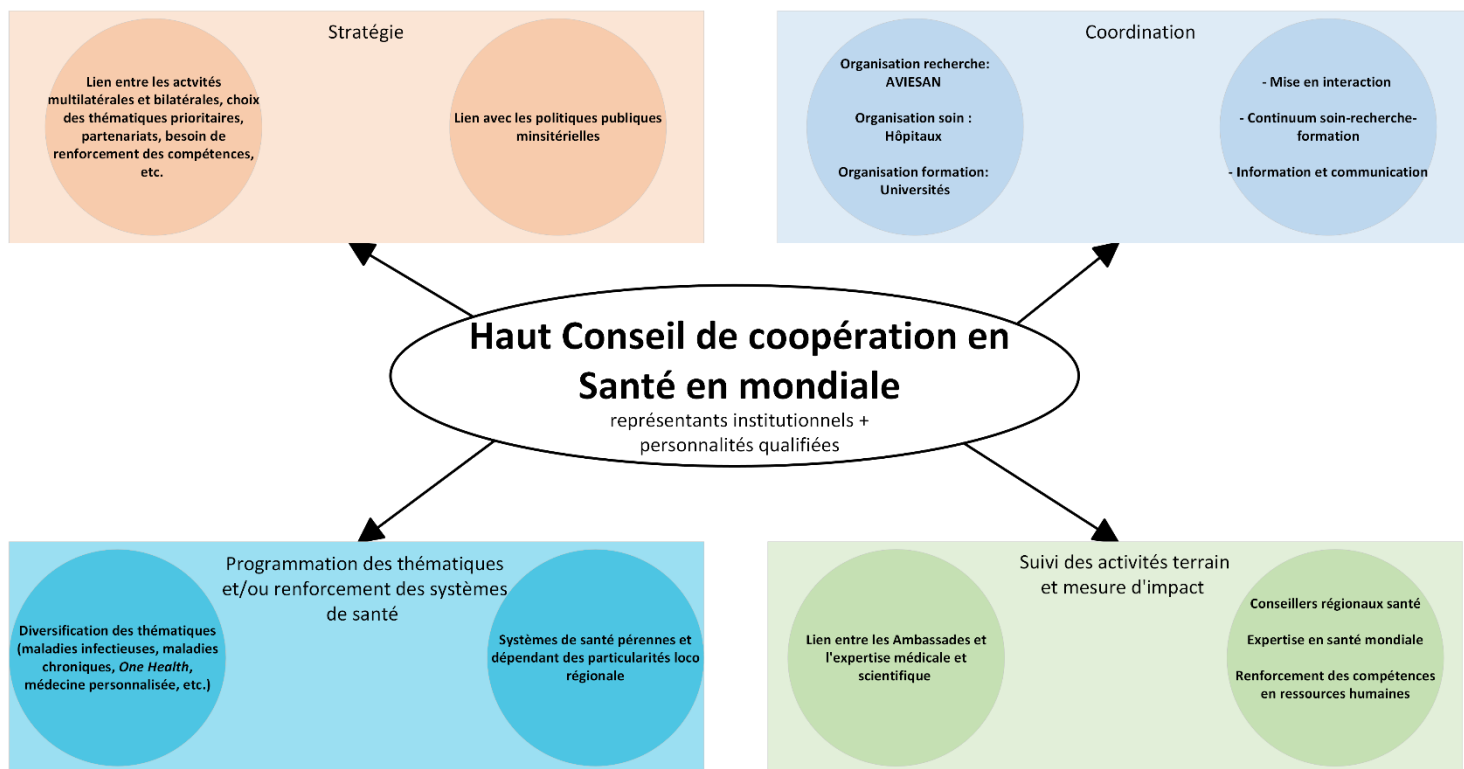 Stratégie
Lien entre les actvités
multilatérales et bilatérales, choix
des thématiques prioritaires,
partenariats, besoin de
renforcement des compétences,
etc.
Lien avec les politiques publiques
minsitérielles
Coordination
Organisation recherche:
AVIESAN
Organisation soin :
Hôpitaux
Organisation formation:
Universités
- Mise en interaction
- Continuum soin-recherche-
formation
- Information et communication
Haut Conseil de coopération en
Santé en mondiale
représentants institutionnels +
personnalités qualifiées
Programmation des thématiques
et/ou renforcement des systèmes
de santé
Diversification des thématiques
(maladies infectieuses, maladies
chroniques, One Health,
médecine personnalisée, etc.)
Systèmes de santé pérennes et
dépendant des particularités loco
régionale
Suivi des activités terrain
et mesure d'impact
Lien entre les Ambassades et
l'expertise médicale et
scientifique
Conseillers régionaux santé
Expertise en santé mondiale
Renforcement des compétences
en ressources humaines